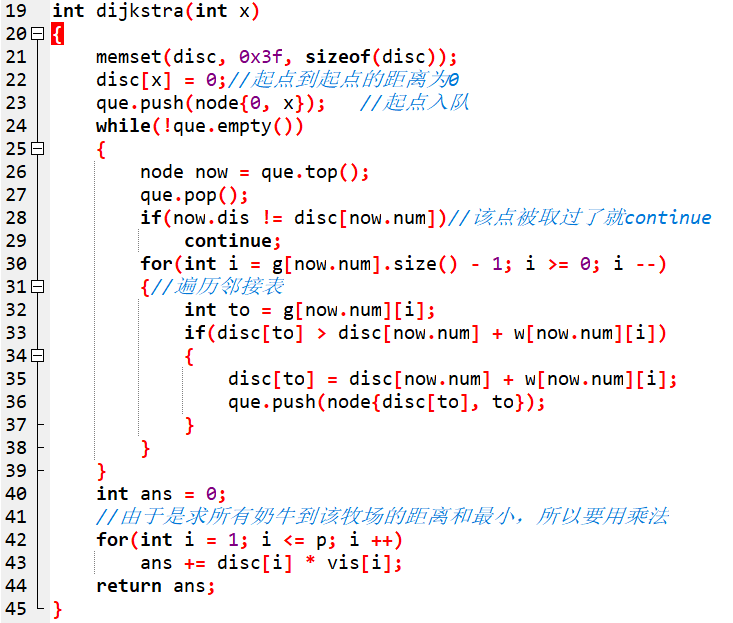 19 int dijkstra(int x)
20 {
21     memset(disc, 0x3f, sizeof(disc));
22     disc[x] = 0;//起点到起点的距离为0
23     que.push(node{0, x});   //起点入队
24     while(!que.empty())
25     {
26         node now = que.top();
27         que.pop();
28         if(now.dis != disc[now.num])//该点被取过了就continue
29             continue;
30         for(int i = g[now.num].size() - 1; i >= 0; i --)
31         {//遍历邻接表
32             int to = g[now.num][i];
33             if(disc[to] > disc[now.num] + w[now.num][i])
34             {
35                 disc[to] = disc[now.num] + w[now.num][i];
36                 que.push(node{disc[to], to});
37             }
38         }
39     }
40     int ans = 0;
41     //由于是求所有奶牛到该牧场的距离和最小，所以要用乘法
42     for(int i = 1; i <= p; i ++)
43         ans += disc[i] * vis[i];
44     return ans;
45 }